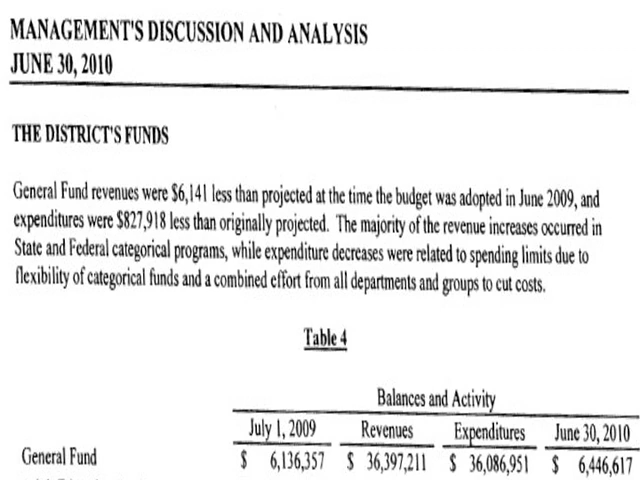 MANAGEMENT'S DISCUSSION AND ANALYSIS
JUNE 30, 2010
THE DISTRICT'S FUNDS
General Fund revenues were $6,141 less than projected at the time the budget was adopted in June 2009, and
expenditures were $827,918 less than originally projected. The majority of the revenue increases occurred in
State and Federal categorical programs, while expenditure decreases were related to spending limits due to
flexibility of categorical funds and a combined effort from all departments and groups to cut costs.
Table 4
Balances and Activity
July 1, 2009 Revenues Expenditures June 30, 2010
General Fund $ 6,136,357 $ 36,397,211 $ 36,086,951 $ 6,446,617